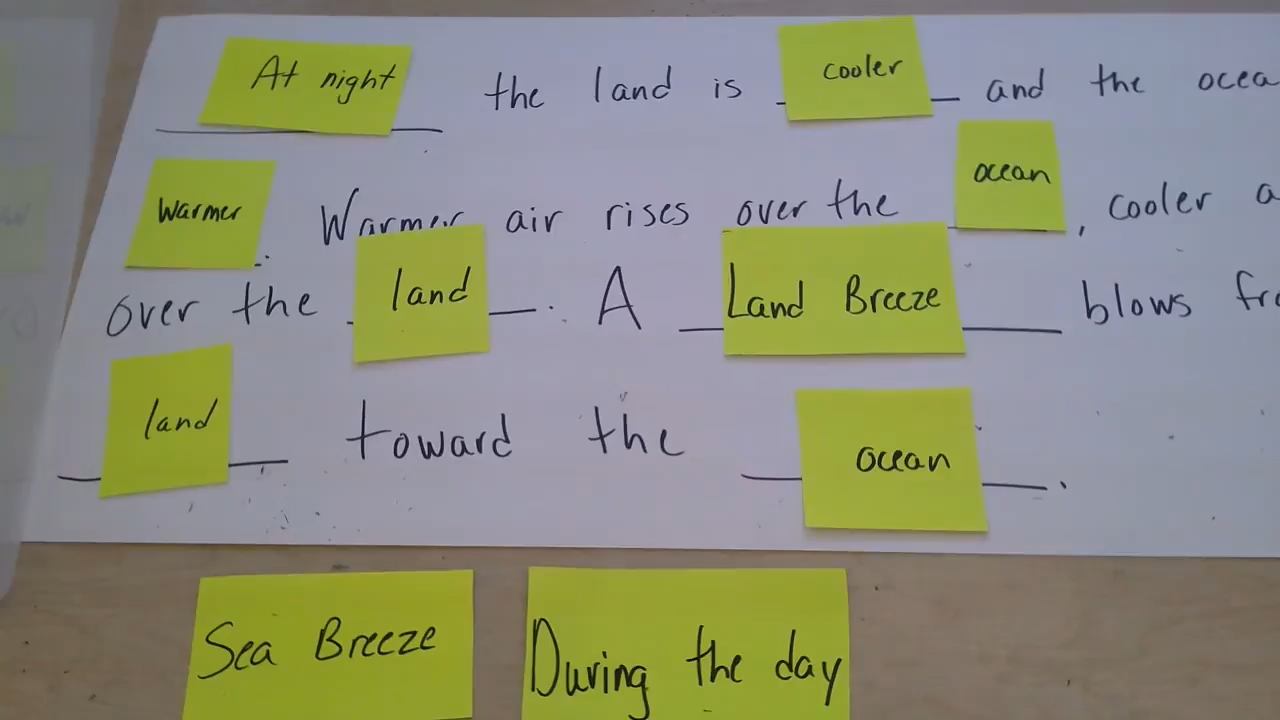 At night the land is cooler and the ocea
warmer. Warmer air rises over the ocean, cooler a
over the land. A Land Breeze blows fr
land toward the ocean.
Sea Breeze During the day